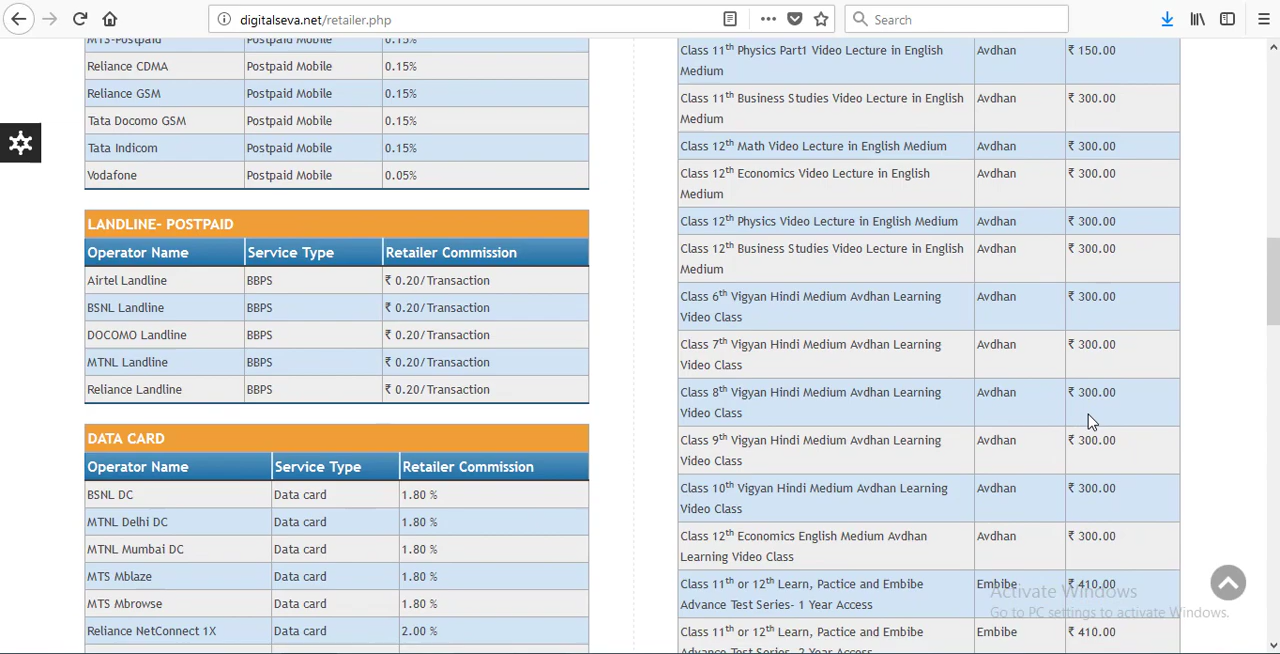 digitalseva.net/retailer.php
Search
MTS-Postpaid Postpaid Mobile 0.15%
Reliance CDMA Postpaid Mobile 0.15%
Reliance GSM Postpaid Mobile 0.15%
Tata Docomo GSM Postpaid Mobile 0.15%
Tata Indicom Postpaid Mobile 0.15%
Vodafone Postpaid Mobile 0.05%
LANDLINE- POSTPAID
Operator Name Service Type Retailer Commission
Airtel Landline BBPS ₹ 0.20/Transaction
BSNL Landline BBPS ₹ 0.20/Transaction
DOCOMO Landline BBPS ₹ 0.20/Transaction
MTNL Landline BBPS ₹ 0.20/Transaction
Reliance Landline BBPS ₹ 0.20/Transaction
DATA CARD
Operator Name Service Type Retailer Commission
BSNL DC Data card 1.80 %
MTNL Delhi DC Data card 1.80 %
MTNL Mumbai DC Data card 1.80 %
MTS Mblaze Data card 1.80 %
MTS Mbrowse Data card 1.80 %
Reliance NetConnect 1X Data card 2.00 %
Class 11th Physics Part1 Video Lecture in English Avdhan ₹ 150.00
Medium
Class 11th Business Studies Video Lecture in English Avdhan ₹ 300.00
Medium
Class 12th Math Video Lecture in English Medium Avdhan ₹ 300.00
Class 12th Economics Video Lecture in English Avdhan ₹ 300.00
Medium
Class 12th Physics Video Lecture in English Medium Avdhan ₹ 300.00
Class 12th Business Studies Video Lecture in English Avdhan ₹ 300.00
Medium
Class 6th Vigyan Hindi Medium Avdhan Learning Avdhan ₹ 300.00
Video Class
Class 7th Vigyan Hindi Medium Avdhan Learning Avdhan ₹ 300.00
Video Class
Class 8th Vigyan Hindi Medium Avdhan Learning Avdhan ₹ 300.00
Video Class
Class 9th Vigyan Hindi Medium Avdhan Learning Avdhan ₹ 300.00
Video Class
Class 10th Vigyan Hindi Medium Avdhan Learning Avdhan ₹ 300.00
Video Class
Class 12th Economics English Medium Avdhan Avdhan ₹ 300.00
Learning Video Class
Class 11th or 12th Learn, Pactice and Embibe Embibe ₹ 410.00
Advance Test Series- 1 Year Access
Class 11th or 12th Learn, Pactice and Embibe Embibe ₹ 410.00
Advance Test Series- 2 Year Access
Activate Windows
Go to PC settings to activate Windows.